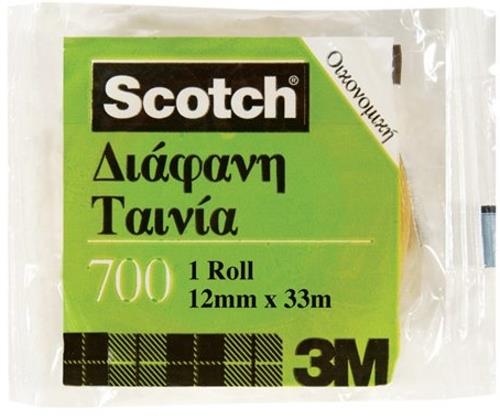 Scotch®
Οικονομική
Διάφανη
Ταινία
700
1 Roll
12mm x 33m
3M